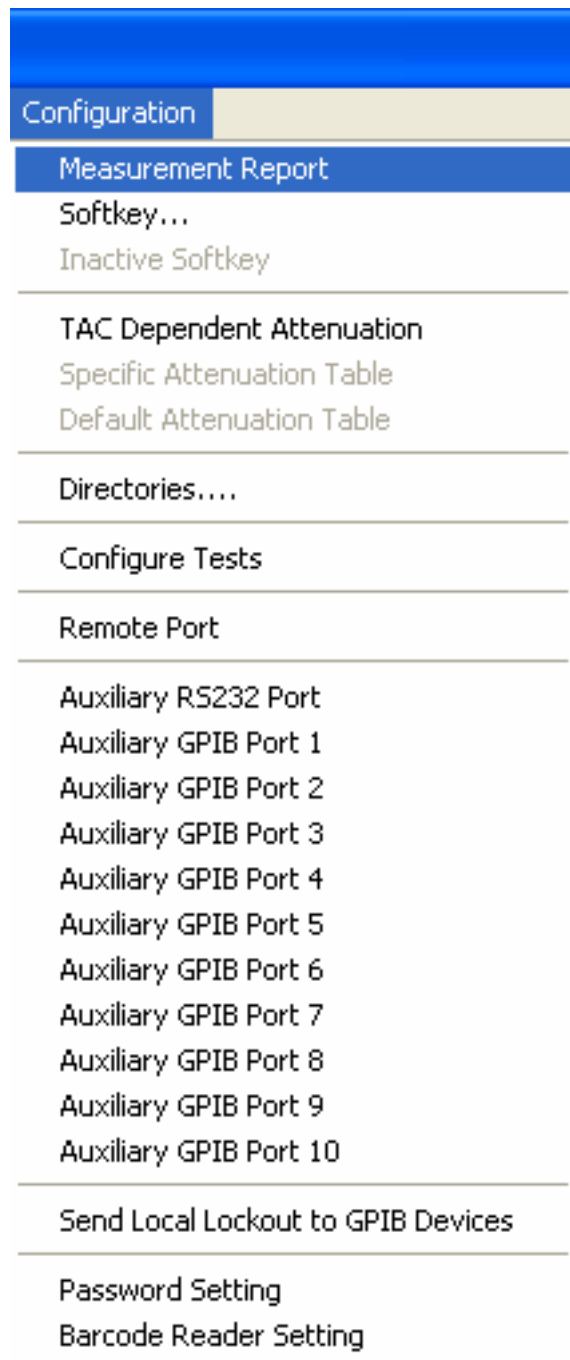 Configuration
Measurement Report
Softkey...
Inactive Softkey
TAC Dependent Attenuation
Specific Attenuation Table
Default Attenuation Table
Directories....
Configure Tests
Remote Port
Auxiliary RS232 Port
Auxiliary GPIB Port 1
Auxiliary GPIB Port 2
Auxiliary GPIB Port 3
Auxiliary GPIB Port 4
Auxiliary GPIB Port 5
Auxiliary GPIB Port 6
Auxiliary GPIB Port 7
Auxiliary GPIB Port 8
Auxiliary GPIB Port 9
Auxiliary GPIB Port 10
Send Local Lockout to GPIB Devices
Password Setting
Barcode Reader Setting